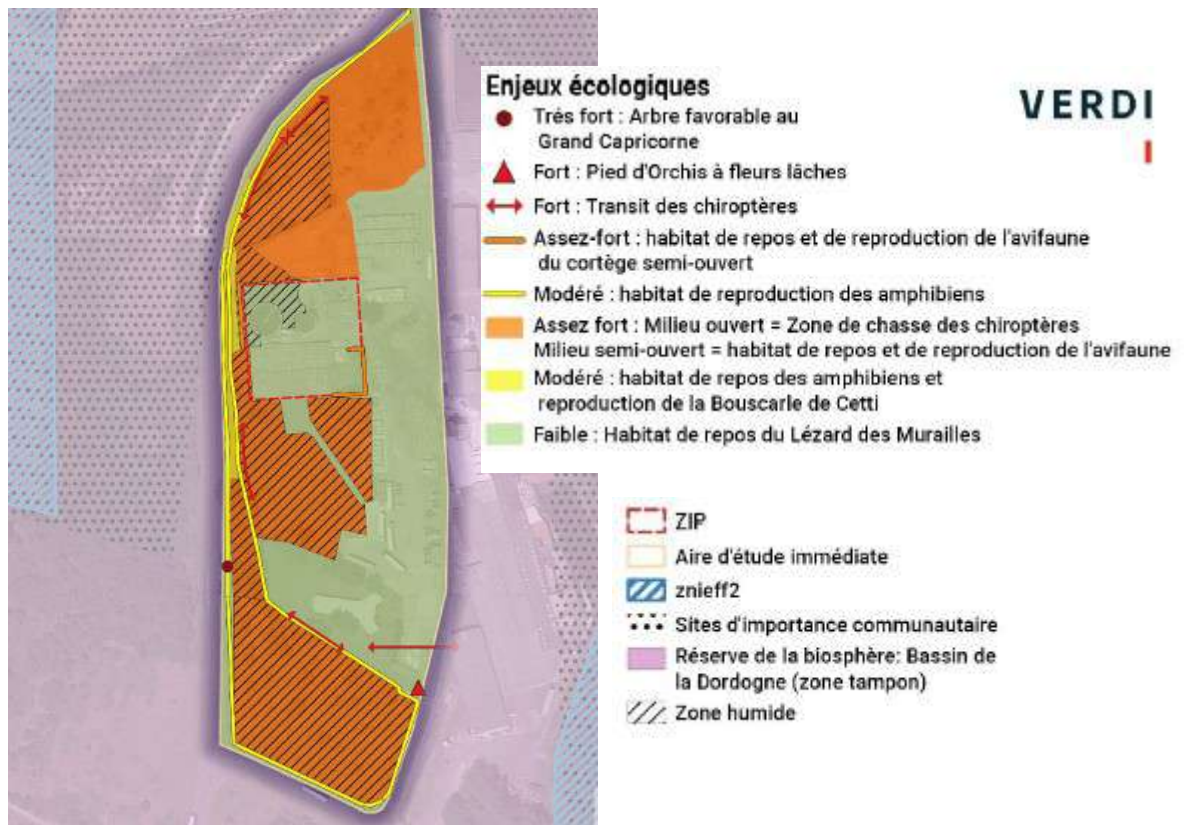 Enjeux écologiques
VERDI
Trés fort : Arbre favorable au
Grand Capricorne
Fort : Pied d'Orchis à fleurs lâches
Fort : Transit des chiroptères
Assez-fort : habitat de repos et de reproduction de l'avifaune
du cortège semi-ouvert
Modéré : habitat de reproduction des amphibiens
Assez fort : Milieu ouvert = Zone de chasse des chiroptères
Milieu semi-ouvert = habitat de repos et de reproduction de l'avifaune
Modéré : habitat de repos des amphibiens et
reproduction de la Bouscarle de Cetti
Faible : Habitat de repos du Lézard des Murailles
ZIP
Aire d'étude immédiate
znieff2
Sites d'importance communautaire
Réserve de la biosphère: Bassin de
la Dordogne (zone tampon)
Zone humide